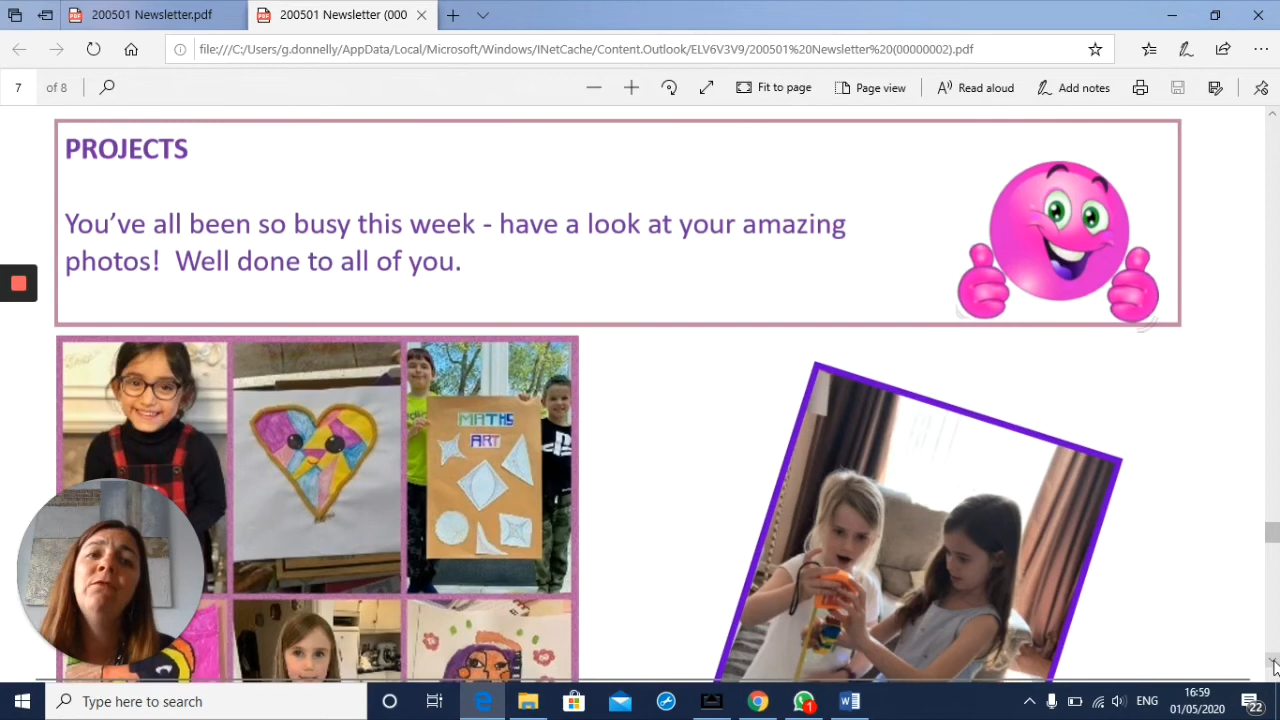 200501 Newsletter.pdf
200501 Newsletter (000
file:///C:/Users/g.donnelly/AppData/Local/Microsoft/Windows/INetCache/Content.Outlook/ELV6V3V9/200501%20Newsletter%20(00000002).pdf
7 of 8
Fit to page
Page view
Read aloud
Add notes
PROJECTS
You've all been so busy this week - have a look at your amazing
photos!  Well done to all of you.
MATHS
ART
Type here to search
1
ENG
16:59
01/05/2020
22